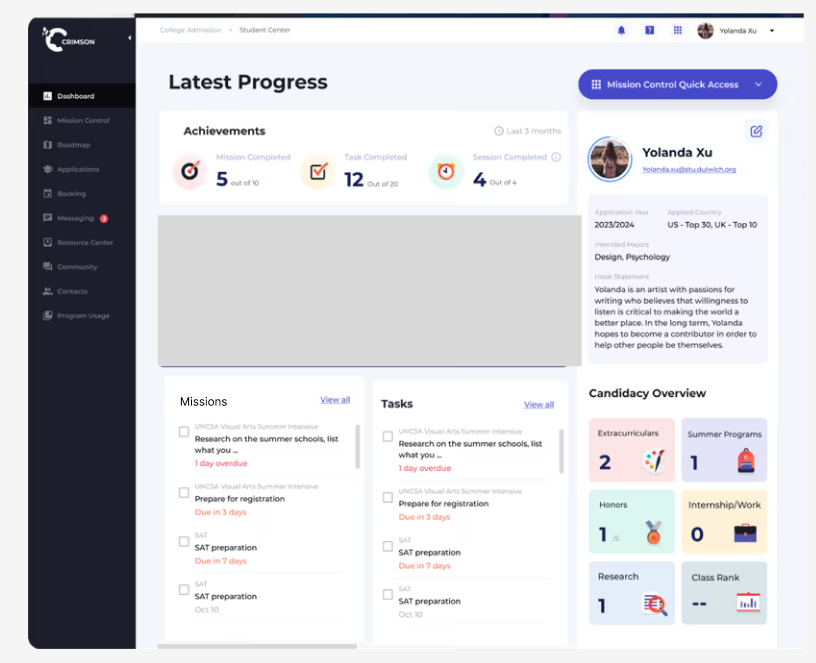 CRIMSON
College Admission > Student Center
? Yolanda Xu
Dashboard
Mission Control
Roadmap
Applications
Booking
Messaging 3
Resource Center
Community
Contacts
Program Usage
Latest Progress
Mission Control Quick Access
Achievements
Last 3 months
Mission Completed
5 out of 10
Task Completed
12 Out of 20
Session Completed
4 Out of 4
Yolanda Xu
Yolanda.xu@stu.dulwich.org
Application Year
2023/2024
Applied Country
US - Top 30, UK - Top 10
Intended Majors
Design, Psychology
Hook Statement
Yolanda is an artist with passions for
writing who believes that willingness to
listen is critical to making the world a
better place. In the long term, Yolanda
hopes to become a contributor in order to
help other people be themselves.
Missions
View all
UNCSA Visual Arts Summer Intensive
Research on the summer schools, list
what you ...
1 day overdue
UNCSA Visual Arts Summer Intensive
Prepare for registration
Due in 3 days
SAT
SAT preparation
Due in 7 days
SAT
SAT preparation
Oct 10
Tasks
View all
UNCSA Visual Arts Summer Intensive
Research on the summer schools, list
what you ...
1 day overdue
UNCSA Visual Arts Summer Intensive
Prepare for registration
Due in 3 days
SAT
SAT preparation
Due in 7 days
SAT
SAT preparation
Oct 10
Candidacy Overview
Extracurriculars
2
Summer Programs
1
Honors
1
Internship/Work
0
Research
1
Class Rank
--